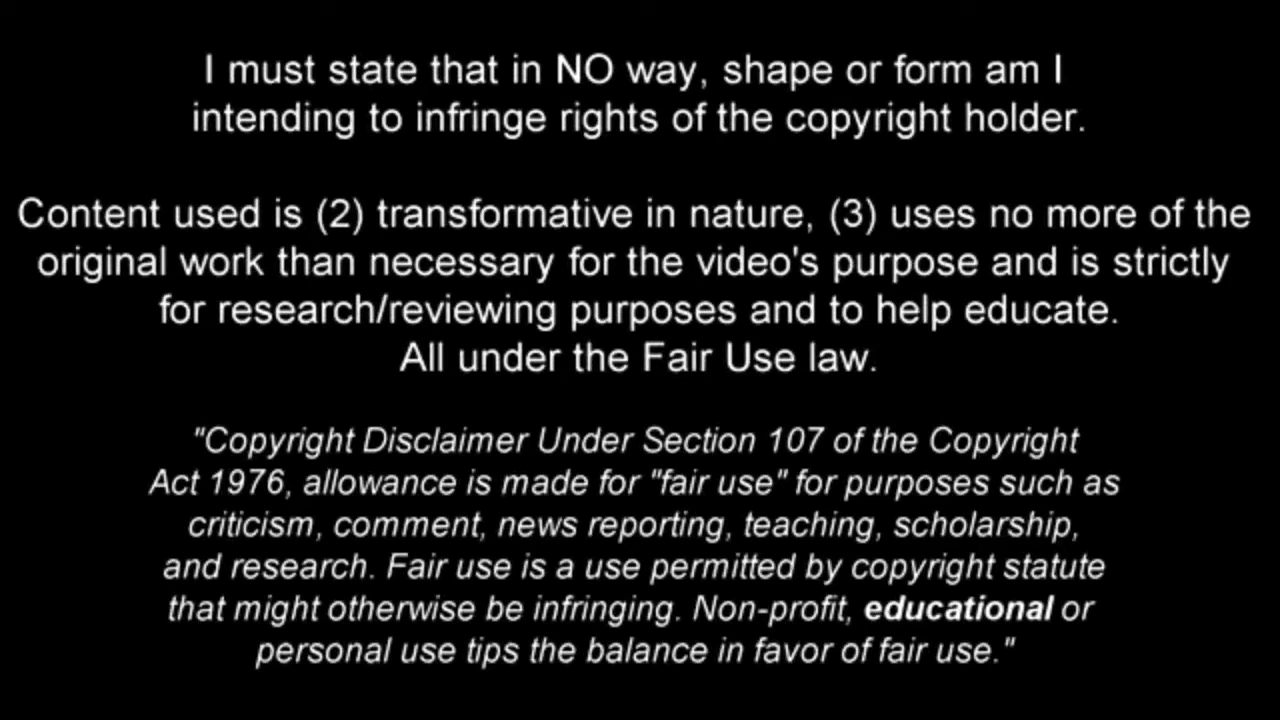 I must state that in NO way, shape or form am I
intending to infringe rights of the copyright holder.
Content used is (2) transformative in nature, (3) uses no more of the
original work than necessary for the video's purpose and is strictly
for research/reviewing purposes and to help educate.
All under the Fair Use law.
"Copyright Disclaimer Under Section 107 of the Copyright
Act 1976, allowance is made for "fair use" for purposes such as
criticism, comment, news reporting, teaching, scholarship,
and research. Fair use is a use permitted by copyright statute
that might otherwise be infringing. Non-profit, educational or
personal use tips the balance in favor of fair use."